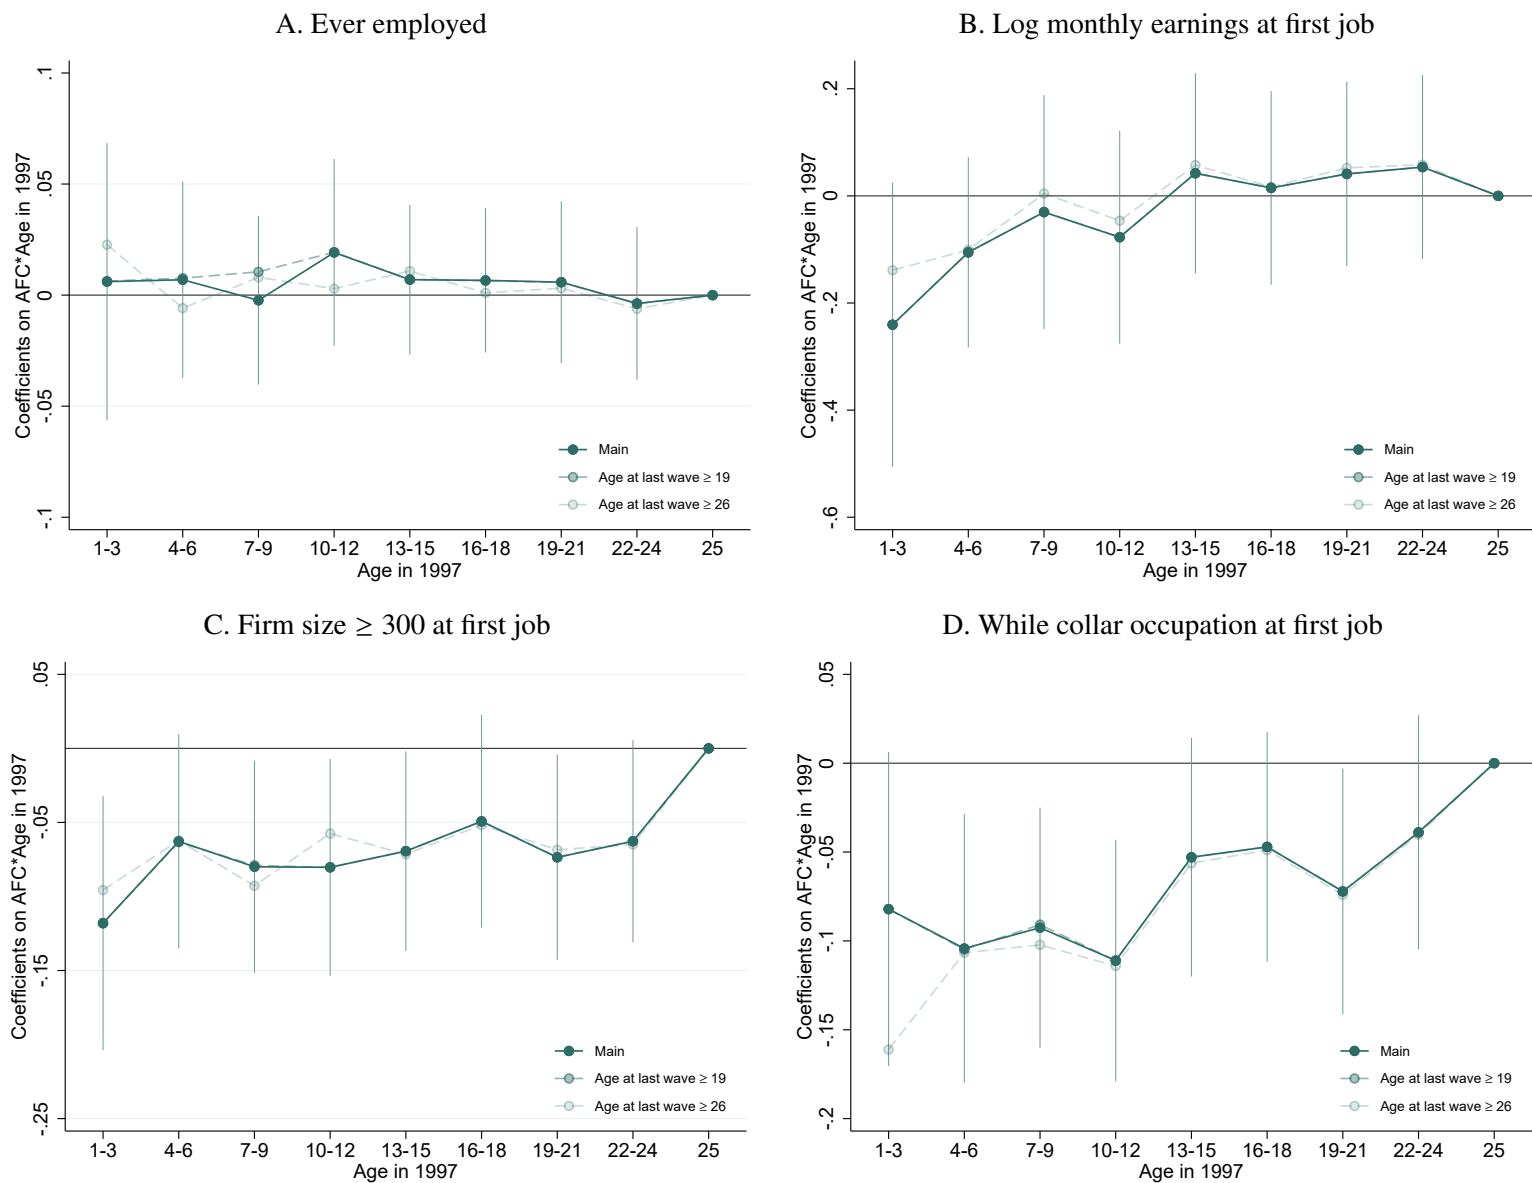 A. Ever employed
Coefficients on AFC*Age in 1997
.1
.05
0
-.05
-.1
Main
Age at last wave ≥ 19
Age at last wave ≥ 26
1-3 4-6 7-9 10-12 13-15 16-18 19-21 22-24 25
Age in 1997
B. Log monthly earnings at first job
Coefficients on AFC*Age in 1997
.2
0
-.2
-.4
-.6
Main
Age at last wave ≥ 19
Age at last wave ≥ 26
1-3 4-6 7-9 10-12 13-15 16-18 19-21 22-24 25
Age in 1997
C. Firm size ≥ 300 at first job
Coefficients on AFC*Age in 1997
.05
-.05
-.15
-.25
Main
Age at last wave ≥ 19
Age at last wave ≥ 26
1-3 4-6 7-9 10-12 13-15 16-18 19-21 22-24 25
Age in 1997
D. While collar occupation at first job
Coefficients on AFC*Age in 1997
.05
0
-.05
-.1
-.15
-.2
Main
Age at last wave ≥ 19
Age at last wave ≥ 26
1-3 4-6 7-9 10-12 13-15 16-18 19-21 22-24 25
Age in 1997